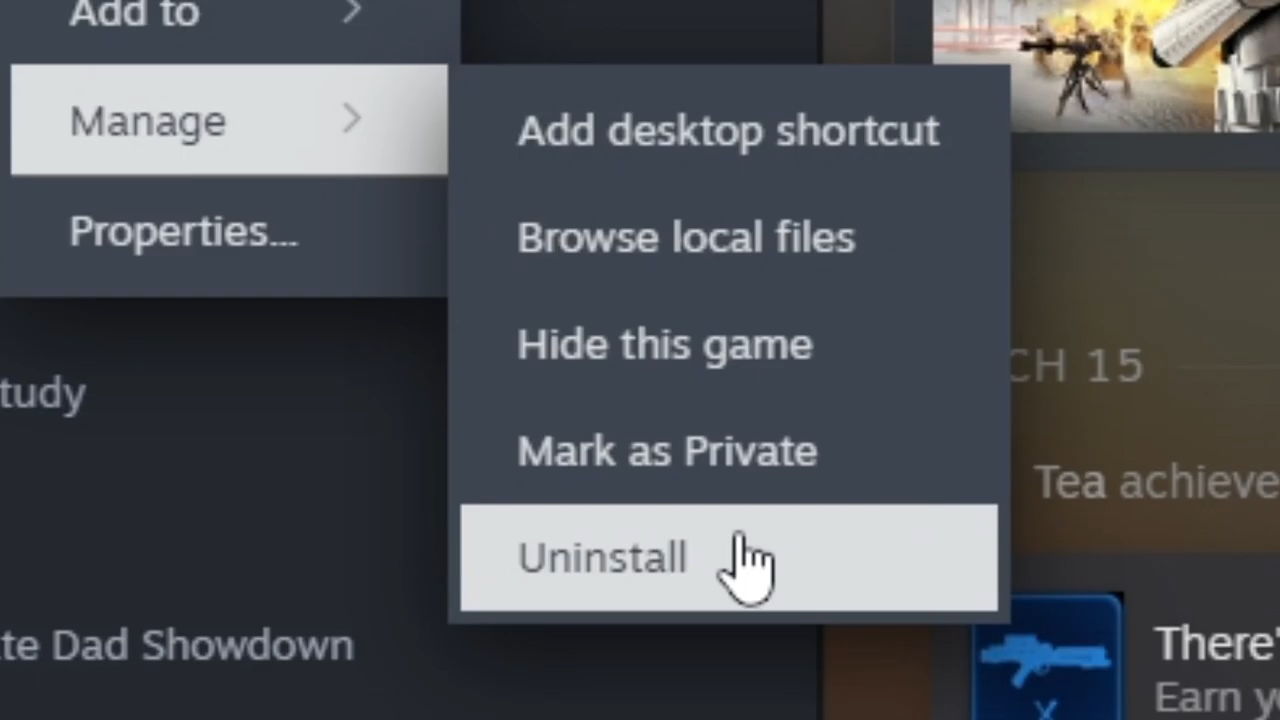 Add to
Manage
Properties...
Add desktop shortcut
Browse local files
Hide this game
Mark as Private
Uninstall
CH 15
Tea achieve
tudy
te Dad Showdown
There'
Earn y
X